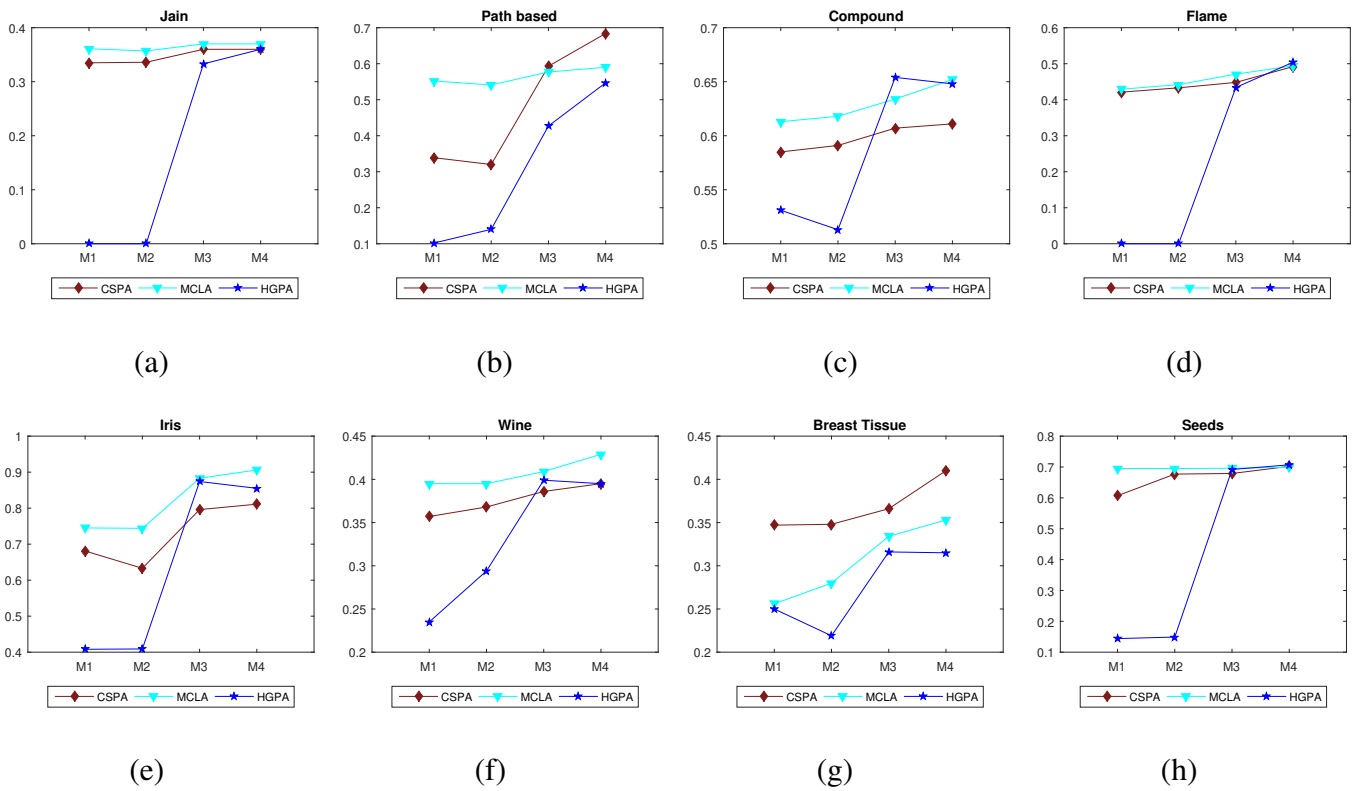 Jain
0.4
0.3
0.2
0.1
0
M1 M2 M3 M4
CSPA MCLA HGPA
(a)
Path based
0.7
0.6
0.5
0.4
0.3
0.2
0.1
M1 M2 M3 M4
CSPA MCLA HGPA
(b)
Compound
0.7
0.65
0.6
0.55
0.5
M1 M2 M3 M4
CSPA MCLA HGPA
(c)
Flame
0.6
0.5
0.4
0.3
0.2
0.1
0
M1 M2 M3 M4
CSPA MCLA HGPA
(d)
Iris
1
0.9
0.8
0.7
0.6
0.5
0.4
M1 M2 M3 M4
CSPA MCLA HGPA
(e)
Wine
0.45
0.4
0.35
0.3
0.25
0.2
M1 M2 M3 M4
CSPA MCLA HGPA
(f)
Breast Tissue
0.45
0.4
0.35
0.3
0.25
0.2
M1 M2 M3 M4
CSPA MCLA HGPA
(g)
Seeds
0.8
0.7
0.6
0.5
0.4
0.3
0.2
0.1
M1 M2 M3 M4
CSPA MCLA HGPA
(h)